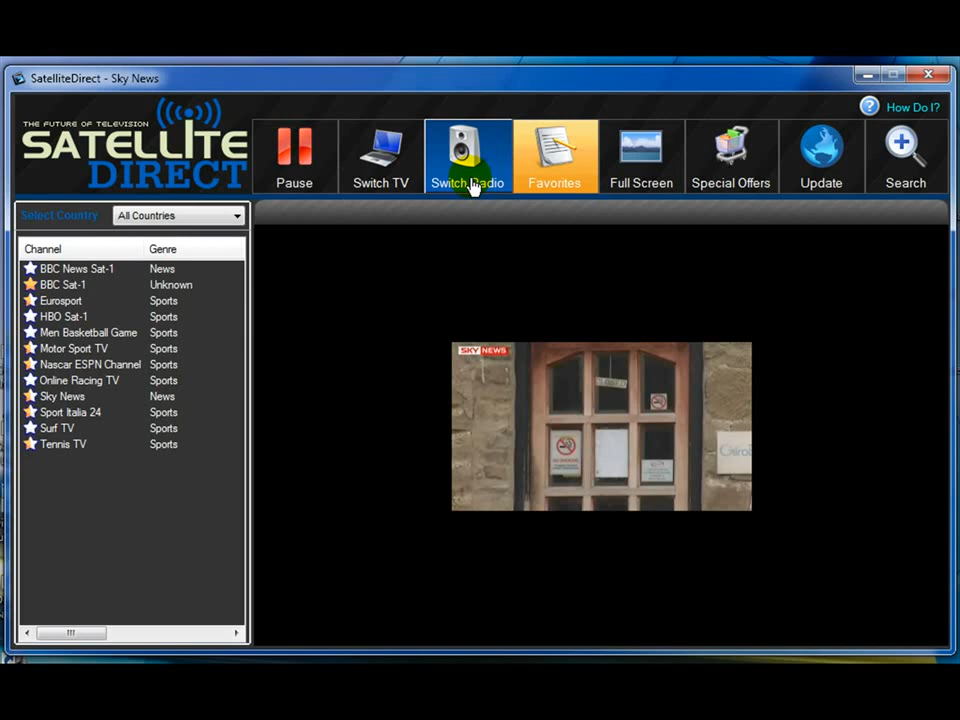 SatelliteDirect - Sky News
How Do I?
THE FUTURE OF TELEVISION
SATELLITE
DIRECT
Pause
Switch TV
Switch Radio
Favorites
Full Screen
Special Offers
Update
Search
Select Country
All Countries
Channel Genre
BBC News Sat-1 News
BBC Sat-1 Unknown
Eurosport Sports
HBO Sat-1 Sports
Men Basketball Game Sports
Motor Sport TV Sports
Nascar ESPN Channel Sports
Online Racing TV Sports
Sky News News
Sport Italia 24 Sports
Surf TV Sports
Tennis TV Sports
SKY NEWS
NO SMOKING